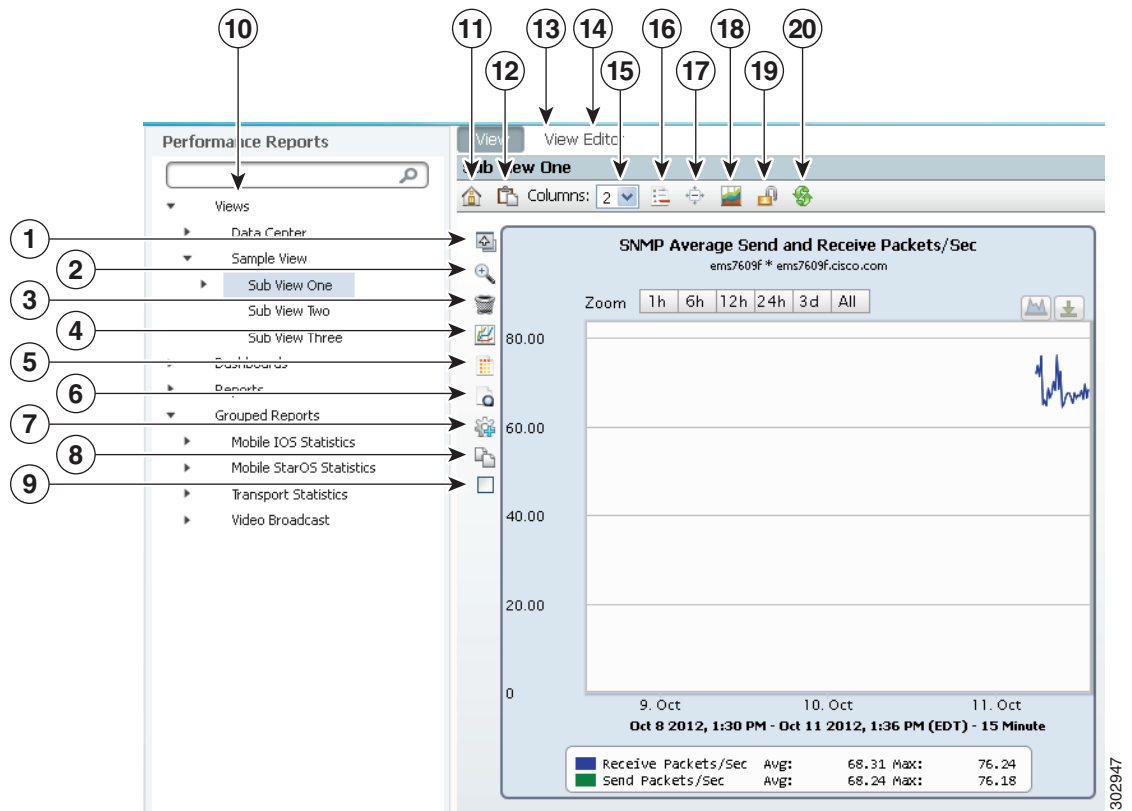 10
11
13
14
16
18
20
12
15
17
19
Performance Reports
View
View Editor
Sub View One
Columns: 2
Views
Data Center
Sample View
Sub View One
Sub View Two
Sub View Three
Dashboards
Reports
Grouped Reports
Mobile IOS Statistics
Mobile StarOS Statistics
Transport Statistics
Video Broadcast
1
2
3
4
5
6
7
8
9
SNMP Average Send and Receive Packets/Sec
ems7609f * ems7609f.cisco.com
Zoom 1h 6h 12h 24h 3d All
80.00
60.00
40.00
20.00
0
9. Oct 10. Oct 11. Oct
Oct 8 2012, 1:30 PM - Oct 11 2012, 1:36 PM (EDT) - 15 Minute
Receive Packets/Sec Avg: 68.31 Max: 76.24
Send Packets/Sec Avg: 68.24 Max: 76.18
302947